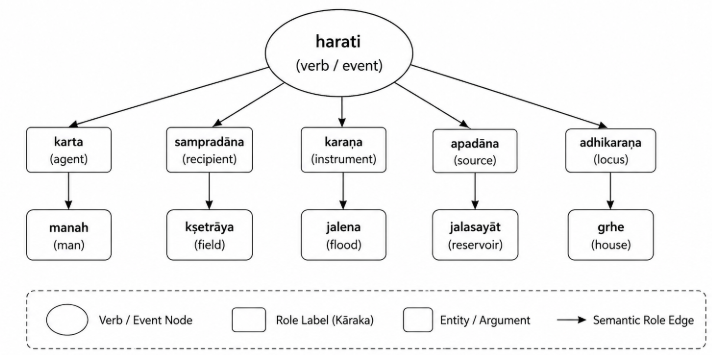 harati
(verb / event)
karta
(agent)
sampradāna
(recipient)
karaṇa
(instrument)
apadāna
(source)
adhikaraṇa
(locus)
manah
(man)
kṣetrāya
(field)
jalena
(flood)
jalasayāt
(reservoir)
grhe
(house)
Verb / Event Node
Role Label (Kāraka)
Entity / Argument
Semantic Role Edge